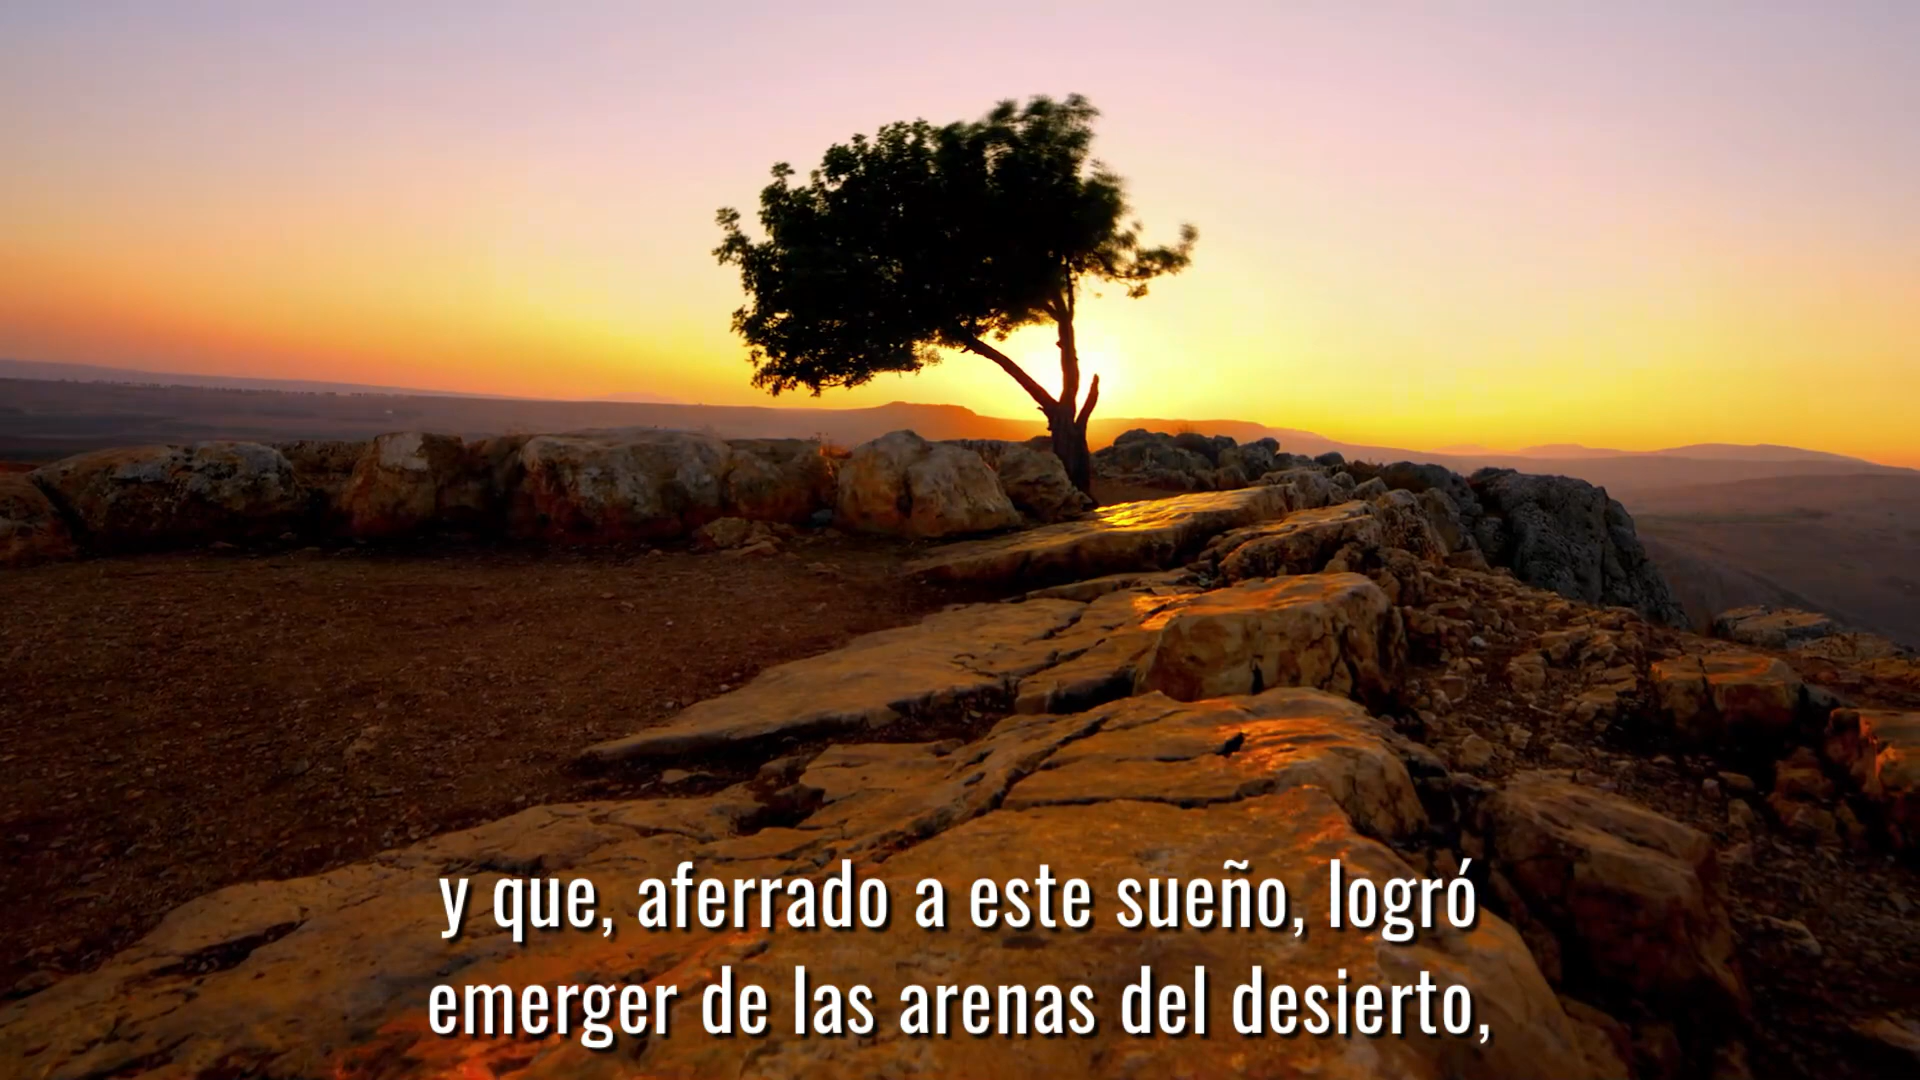 y que, aferrado a este sueño, logró
emerger de las arenas del desierto,